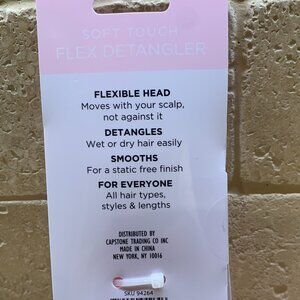 SOFT TOUCH
FLEX DETANGLER
FLEXIBLE HEAD
Moves with your scalp,
not against it
DETANGLES
Wet or dry hair easily
SMOOTHS
For a static free finish
FOR EVERYONE
All hair types,
styles & lengths
DISTRIBUTED BY
CAPSTONE TRADING CO INC
MADE IN CHINA
NEW YORK, NY 10016
SKU 94264